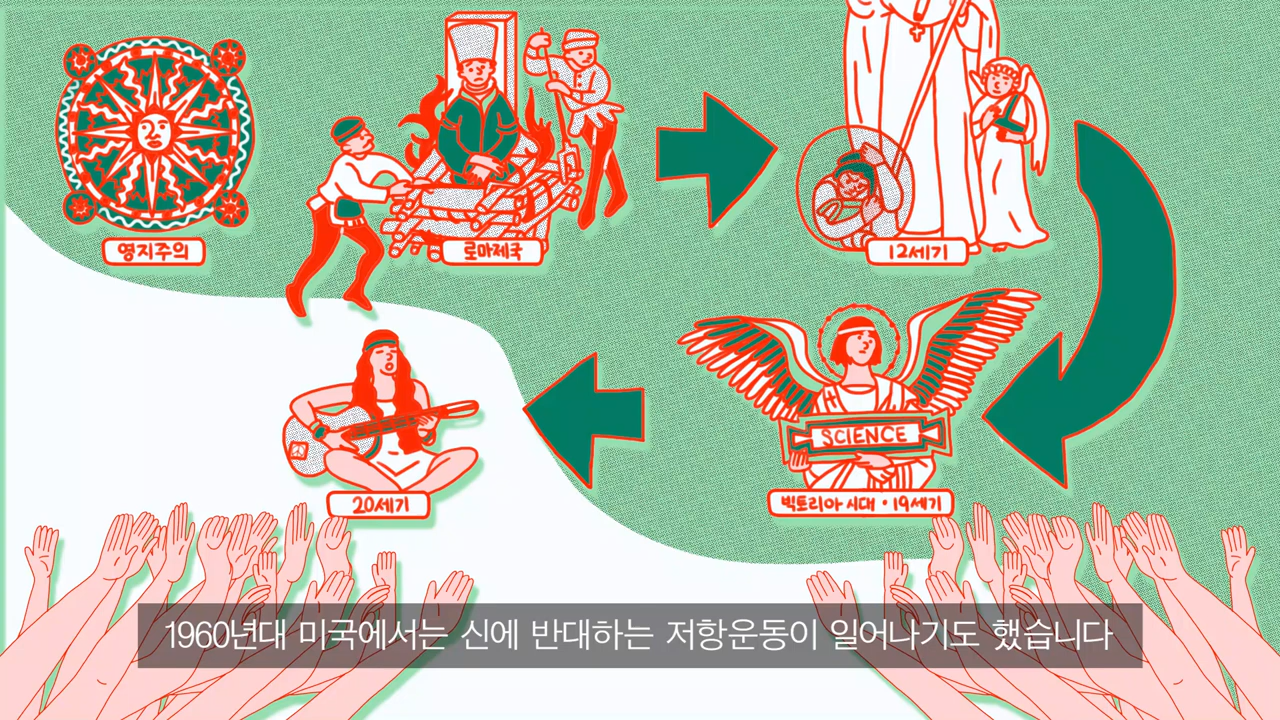 영지주의
로마제국
12세기
SCIENCE
빅토리아 시대 · 19세기
20세기
1960년대 미국에서는 신에 반대하는 저항운동이 일어나기도 했습니다